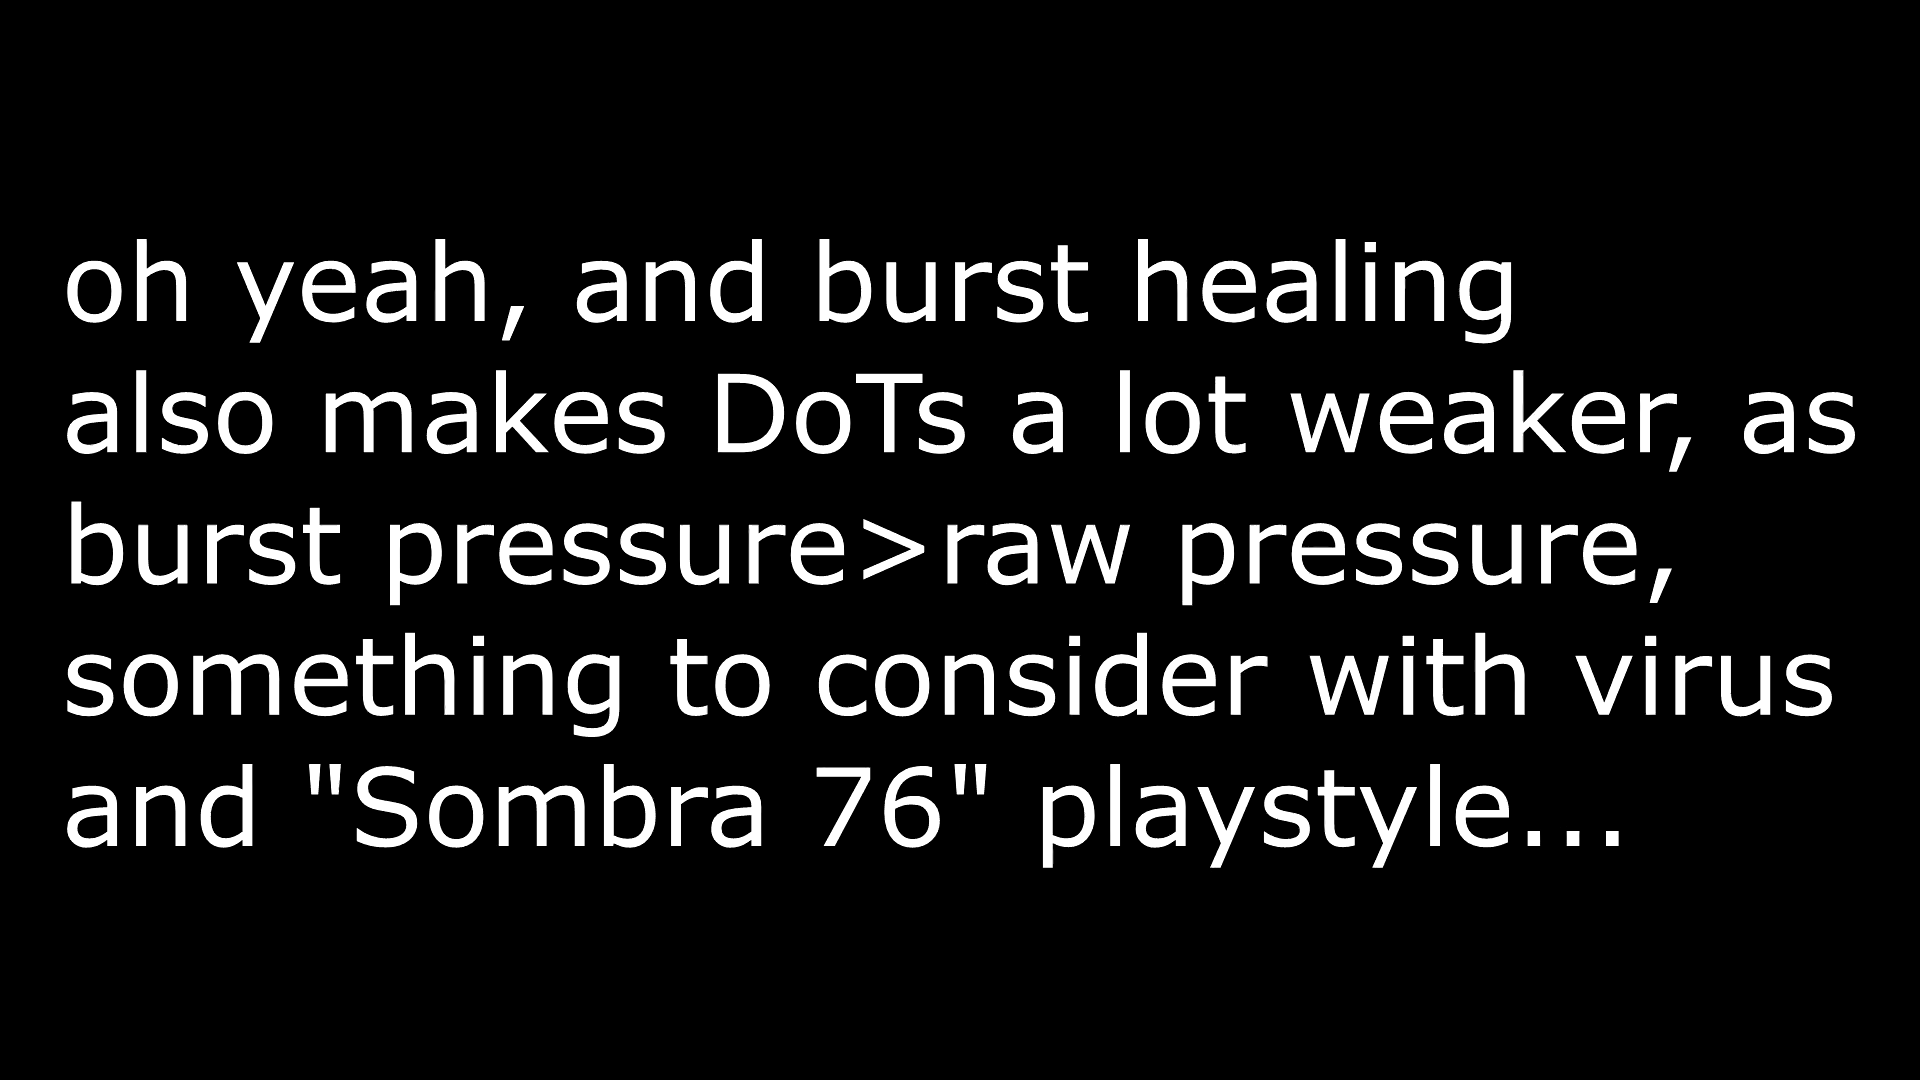 oh yeah, and burst healing
also makes DoTs a lot weaker, as
burst pressure>raw pressure,
something to consider with virus
and "Sombra 76" playstyle...